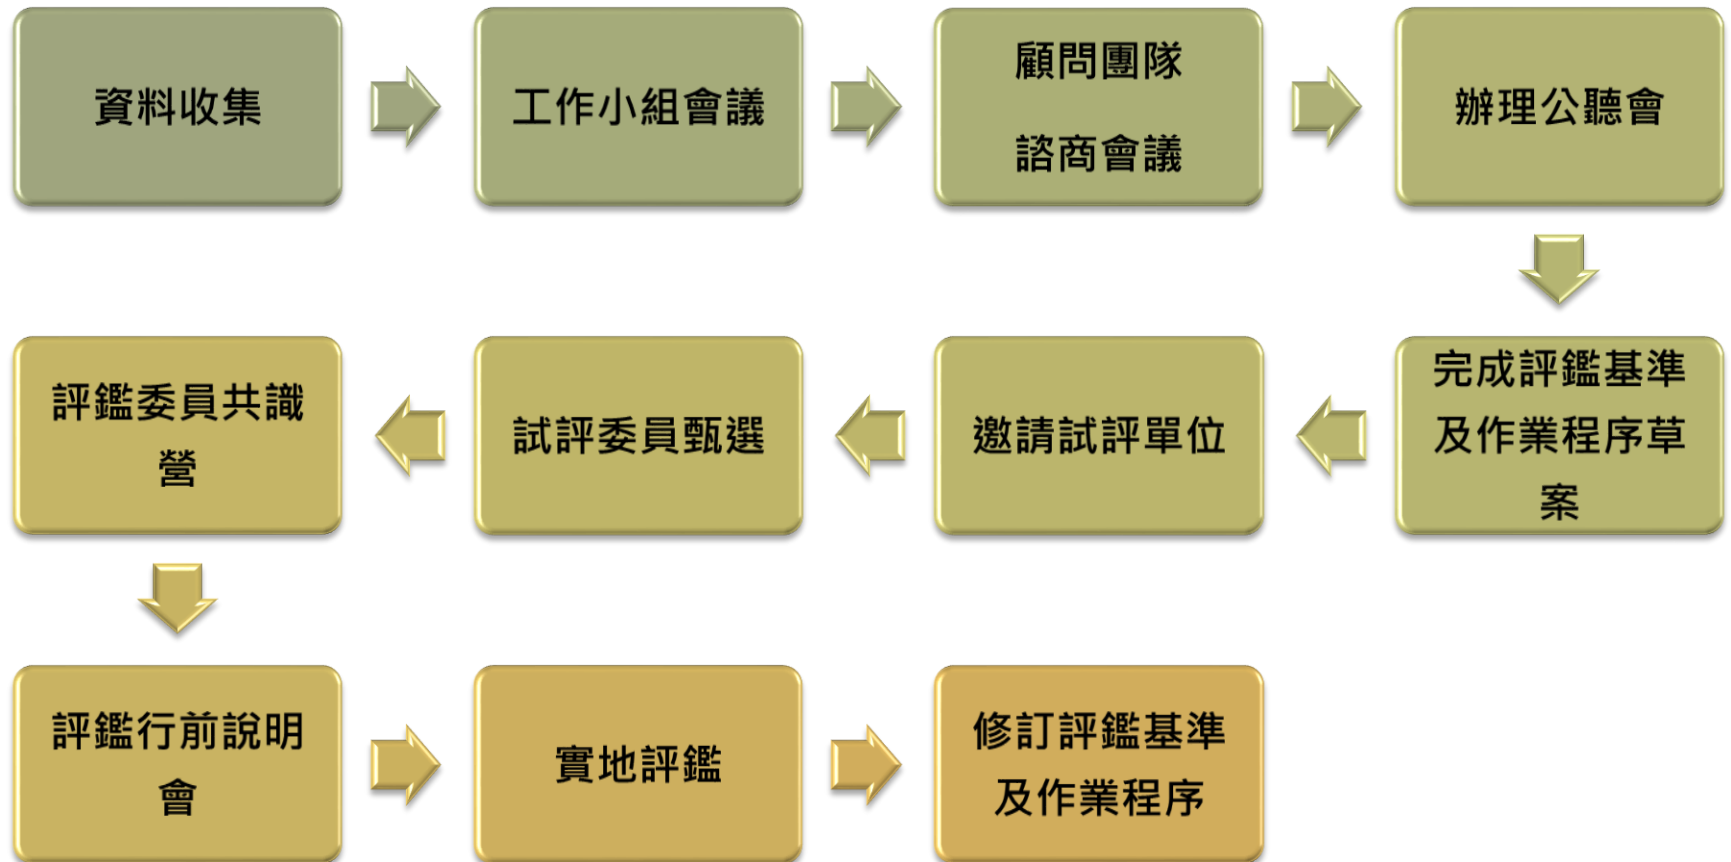 資料收集
工作小組會議
顧問團隊
諮商會議
辦理公聽會
完成評鑑基準
及作業程序草
案
邀請試評單位
試評委員甄選
評鑑委員共識
營
評鑑行前說明
會
實地評鑑
修訂評鑑基準
及作業程序